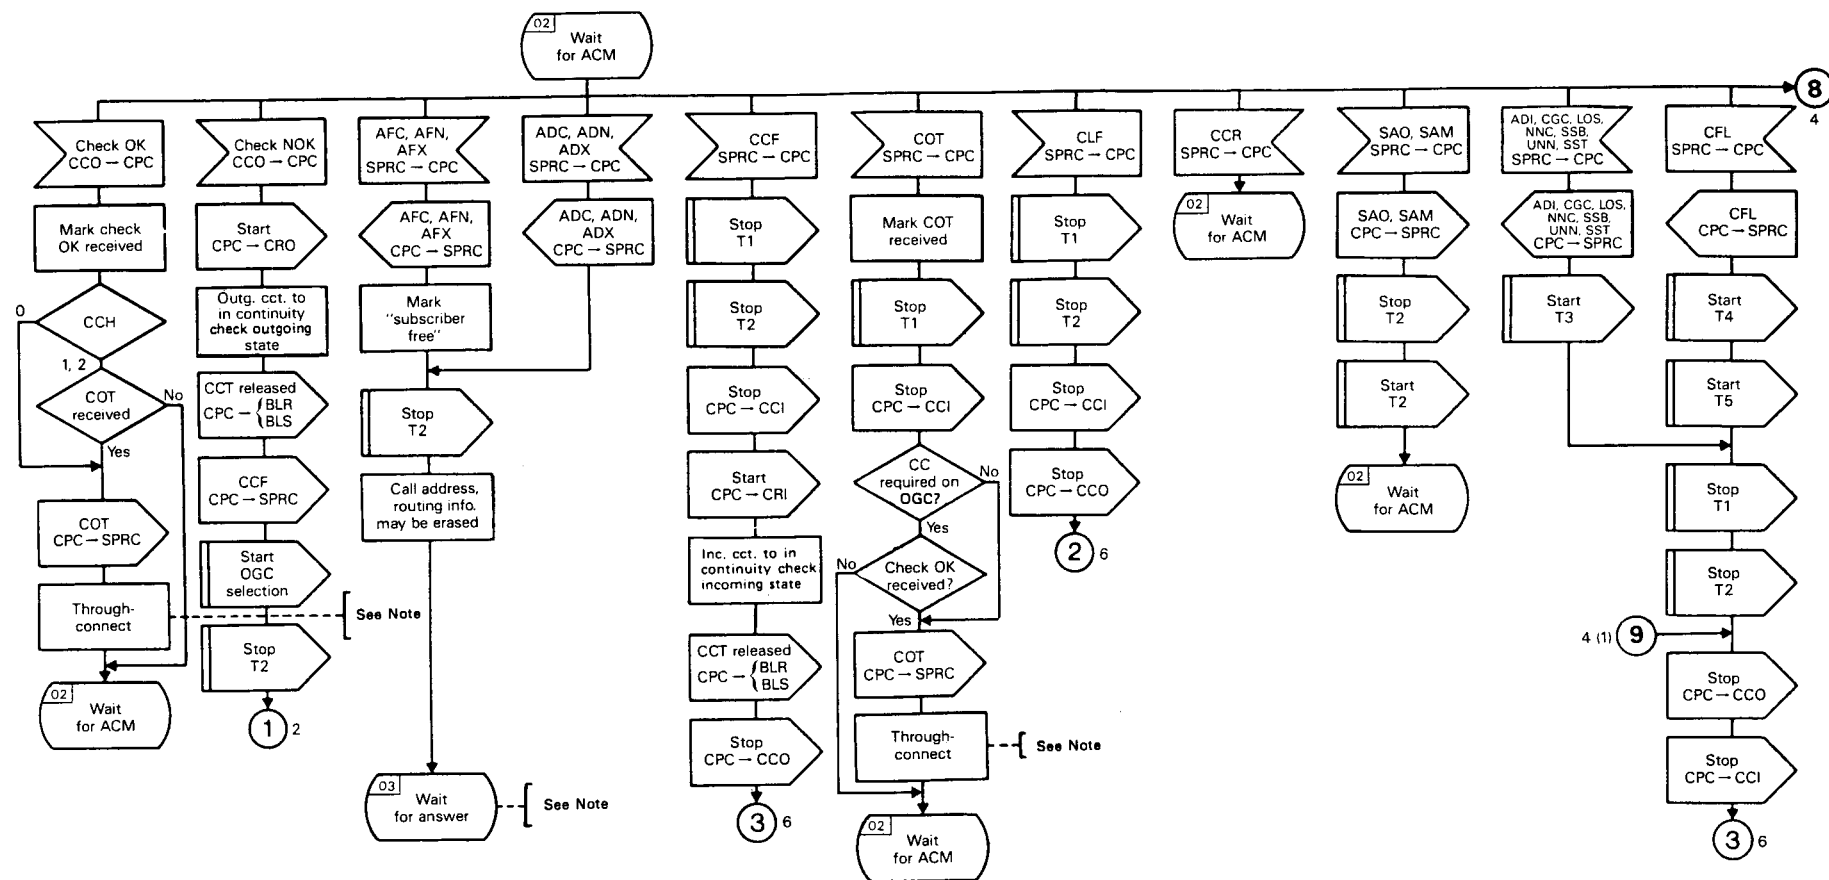 02
Wait
for ACM
8
4
Check OK
CCO → CPC
Mark check
OK received
0
CCH
1, 2
COT
received
No
Yes
COT
CPC → SPRC
Through-
connect
See Note
02
Wait
for ACM
Check NOK
CCO → CPC
Start
CPC → CRO
Outg. cct. to
in continuity
check outgoing
state
CCT released
CPC → { BLR
BLS
CCF
CPC → SPRC
Start
OGC
selection
Stop
T2
1 2
AFC, AFN,
AFX
SPRC → CPC
AFC, AFN,
AFX
CPC → SPRC
Mark
"subscriber
free"
Stop
T2
Call address,
routing info.
may be erased
03
Wait
for answer
See Note
ADC, ADN,
ADX
SPRC → CPC
ADC, ADN,
ADX
CPC → SPRC
CCF
SPRC → CPC
Stop
T1
Stop
T2
Stop
CPC → CCI
Start
CPC → CRI
Inc. cct. to in
continuity check
incoming state
CCT released
CPC → { BLR
BLS
Stop
CPC → CCO
3 6
COT
SPRC → CPC
Mark COT
received
Stop
T1
Stop
CPC → CCI
CC
required on
OGC?
No
Yes
No
Check OK
received?
Yes
COT
CPC → SPRC
Through-
connect
See Note
02
Wait
for ACM
CLF
SPRC → CPC
Stop
T1
Stop
T2
Stop
CPC → CCI
Stop
CPC → CCO
2 6
CCR
SPRC → CPC
02
Wait
for ACM
SAO, SAM
SPRC → CPC
SAO, SAM
CPC → SPRC
Stop
T2
Start
T2
02
Wait
for ACM
ADI, CGC, LOS,
NNC, SSB,
UNN, SST
SPRC → CPC
ADI, CGC, LOS,
NNC, SSB,
UNN, SST
CPC → SPRC
Start
T3
CFL
SPRC → CPC
CFL
CPC → SPRC
Start
T4
Start
T5
Stop
T1
Stop
T2
4 (1) 9
Stop
CPC → CCO
Stop
CPC → CCI
3 6